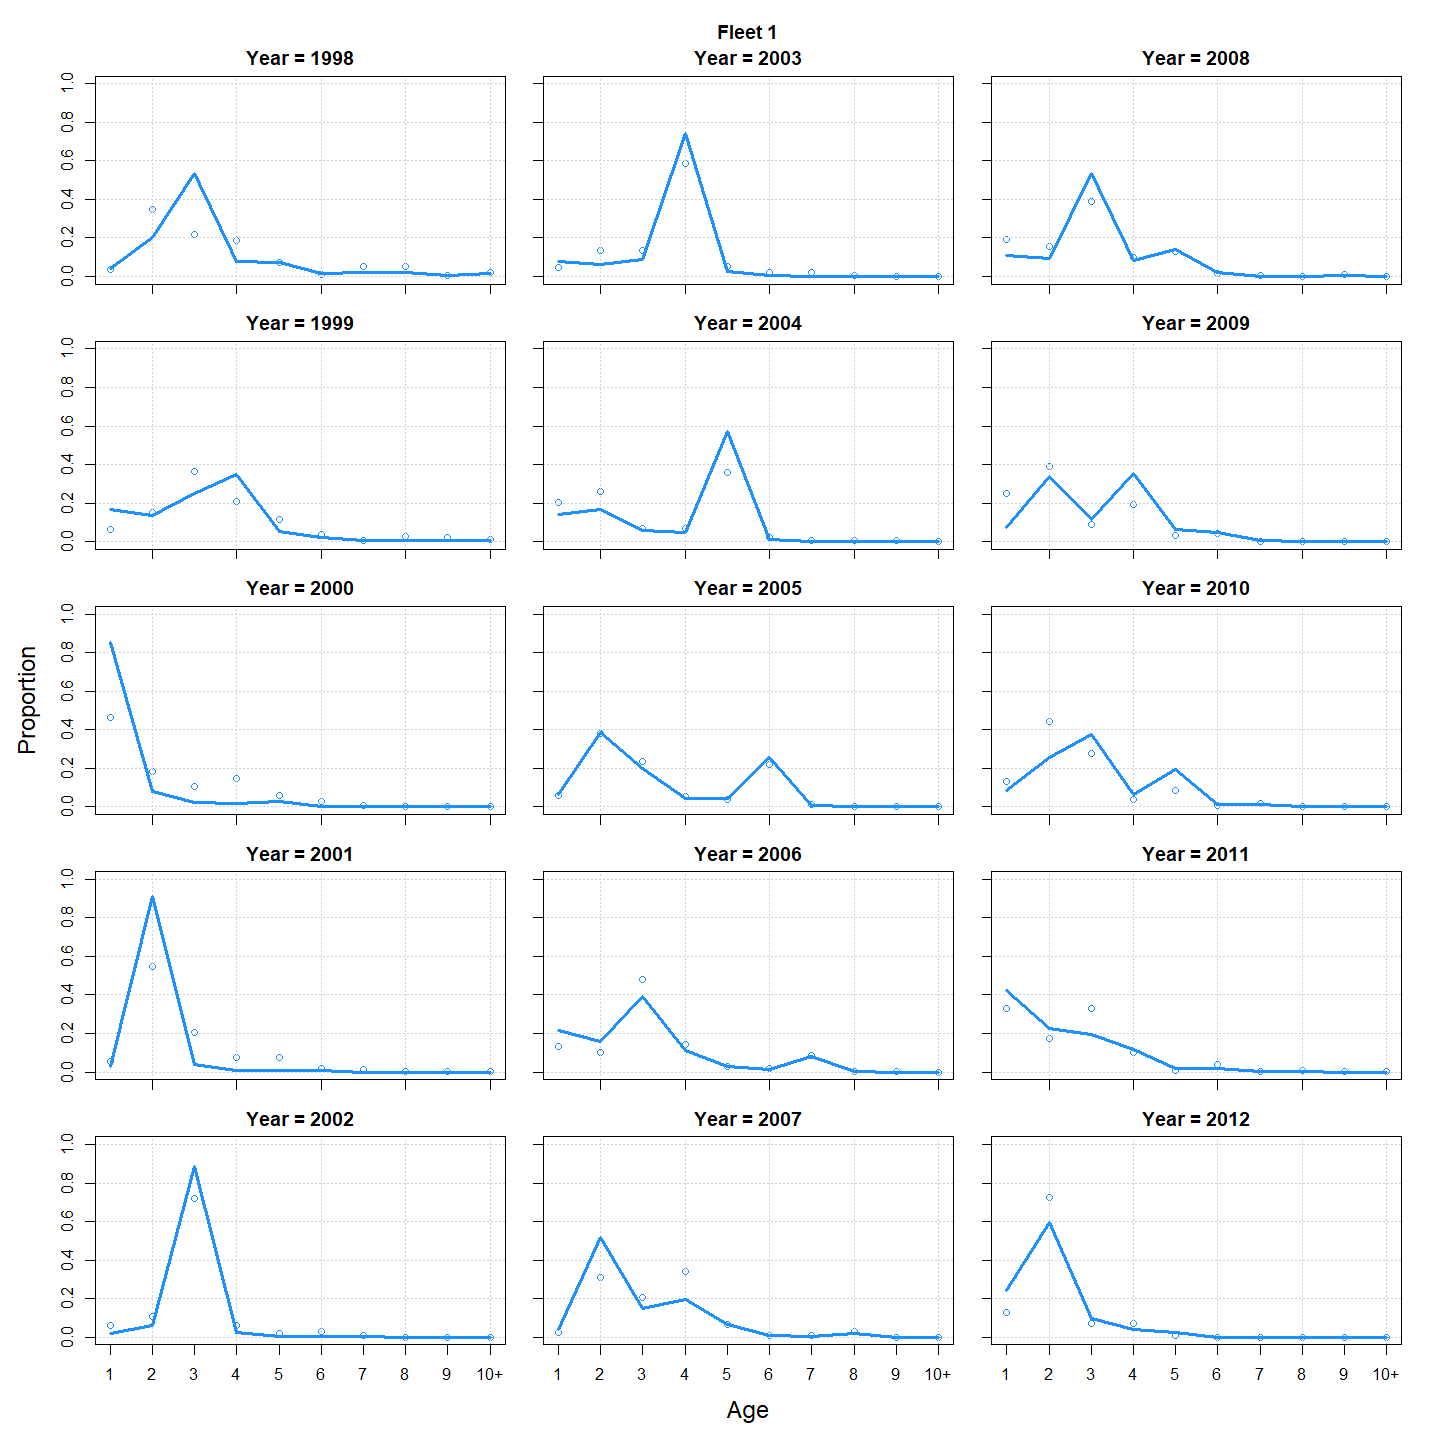 Fleet 1
Year = 1998
Year = 2003
Year = 2008
1.0
0.8
0.6
0.4
0.2
0.0
Year = 1999
Year = 2004
Year = 2009
1.0
0.8
0.6
0.4
0.2
0.0
Year = 2000
Year = 2005
Year = 2010
1.0
0.8
0.6
0.4
0.2
0.0
Proportion
Year = 2001
Year = 2006
Year = 2011
1.0
0.8
0.6
0.4
0.2
0.0
Year = 2002
Year = 2007
Year = 2012
1.0
0.8
0.6
0.4
0.2
0.0
1 2 3 4 5 6 7 8 9 10+
1 2 3 4 5 6 7 8 9 10+
1 2 3 4 5 6 7 8 9 10+
Age